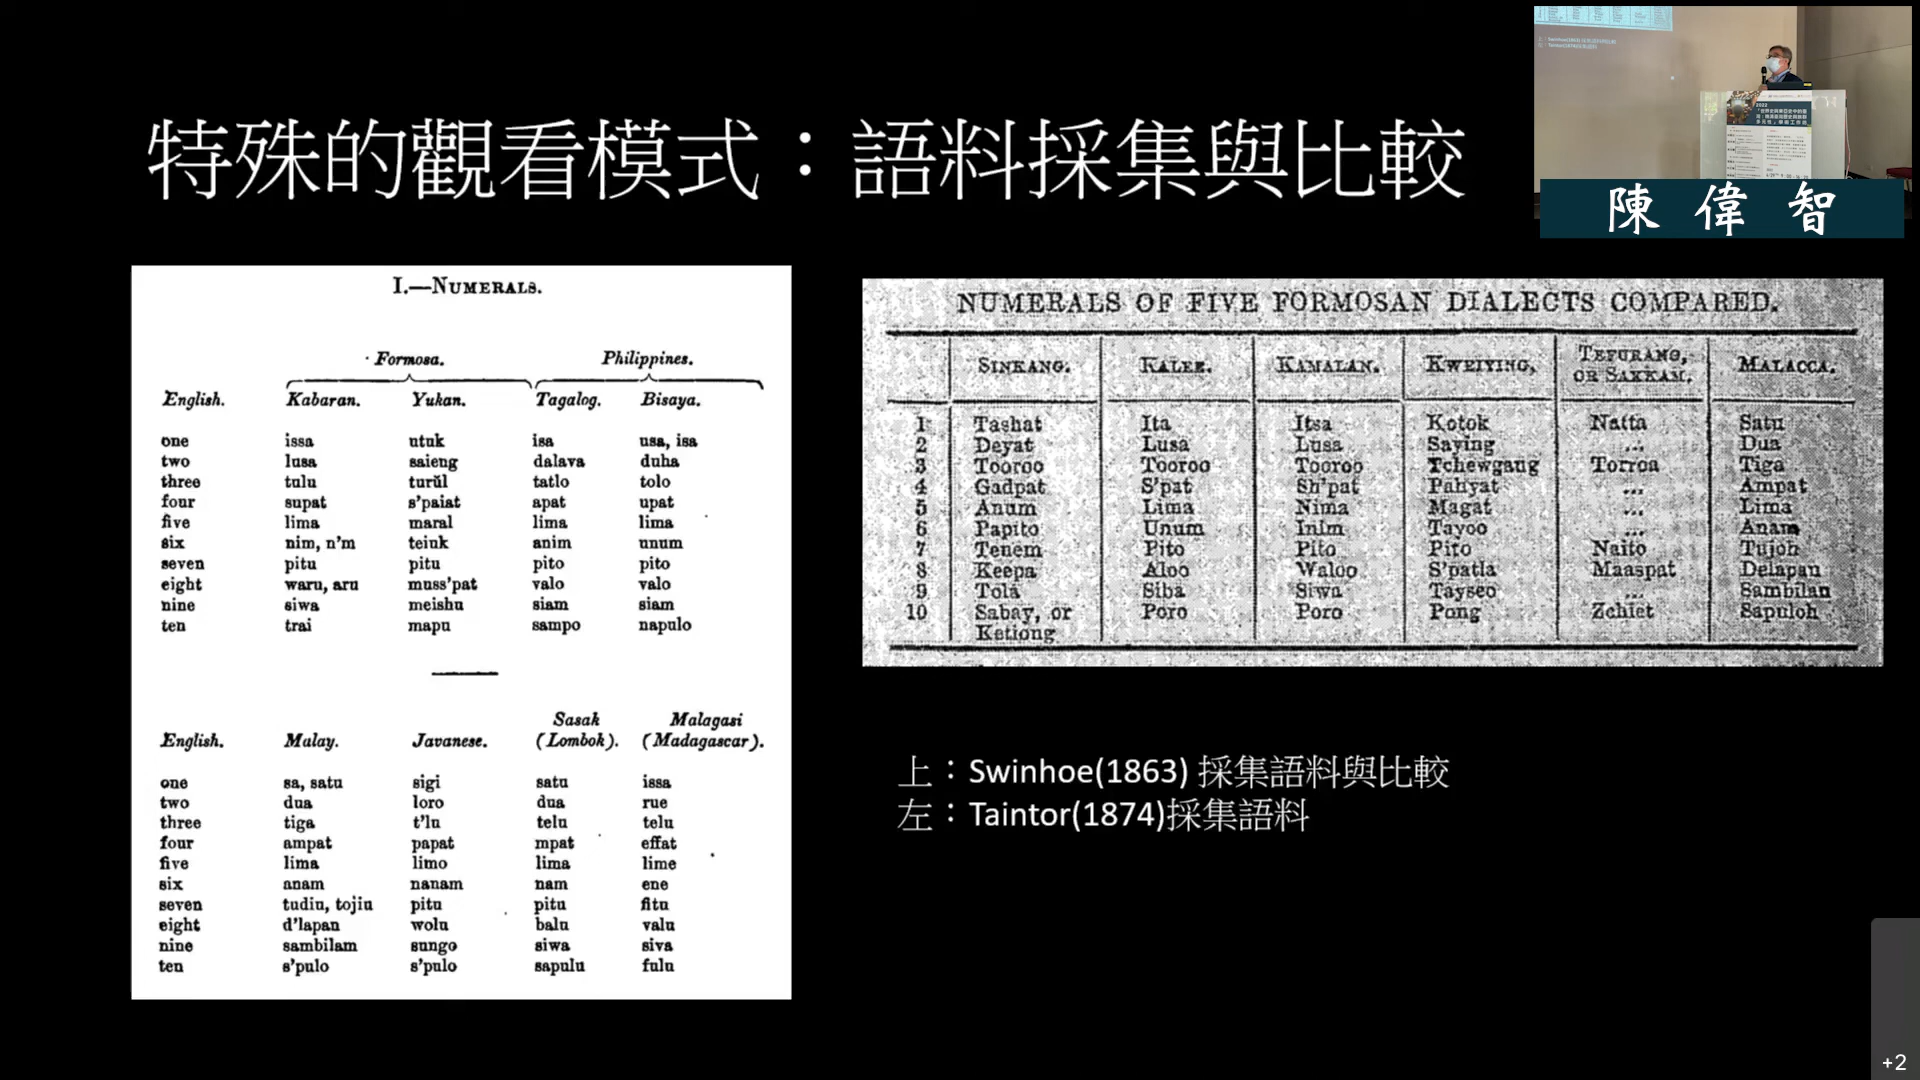 特殊的觀看模式：語料採集與比較
陳偉智
I.—NUMERALS.
Formosa. Philippines.
English. Kabaran. Yukan. Tagalog. Bisaya.
one issa utuk isa usa, isa
two lusa saieng dalava duha
three tulu turŭl tatlo tolo
four supat s'paiat apat upat
five lima maral lima lima
six nim, n'm teiuk anim unum
seven pitu pitu pito pito
eight waru, aru muss'pat valo valo
nine siwa meishu siam siam
ten trai mapu sampo napulo
Sasak Malagasi
English. Malay. Javanese. (Lombok). (Madagascar).
one sa, satu sigi satu issa
two dua loro dua rue
three tiga t'lu telu telu
four ampat papat mpat effat
five lima limo lima lime
six anam nanam nam ene
seven tudiu, tojiu pitu pitu fitu
eight d'lapan wolu balu valu
nine sambilam sungo siwa siva
ten s'pulo s'pulo sapulu fulu
NUMERALS OF FIVE FORMOSAN DIALECTS COMPARED.
SINKANG. KALEE. KAMALAN. KWEIYING, TEFURANG, OR SAKKAM. MALACCA.
1 Tashat Ita Itsa Kotok Natta Satu
2 Deyat Lusa Lusa Saying ... Dua
3 Tooroo Tooroo Tooroo Tchewgang Torroa Tiga
4 Gadpat S'pat Sh'pat Pahyat ... Ampat
5 Anum Lima Nima Magat ... Lima
6 Papito Unum Inim Tayoo ... Anam
7 Tenem Pito Pito Pito Naito Tujoh
8 Keepa Aloo Waloo S'patla Maaspat Delapan
9 Tola Siba Siwa Tayseo ... Sambilan
10 Sabay, or Ketiong Poro Poro Pong Zchiet Sapuloh
上：Swinhoe(1863) 採集語料與比較
左：Taintor(1874)採集語料
+2